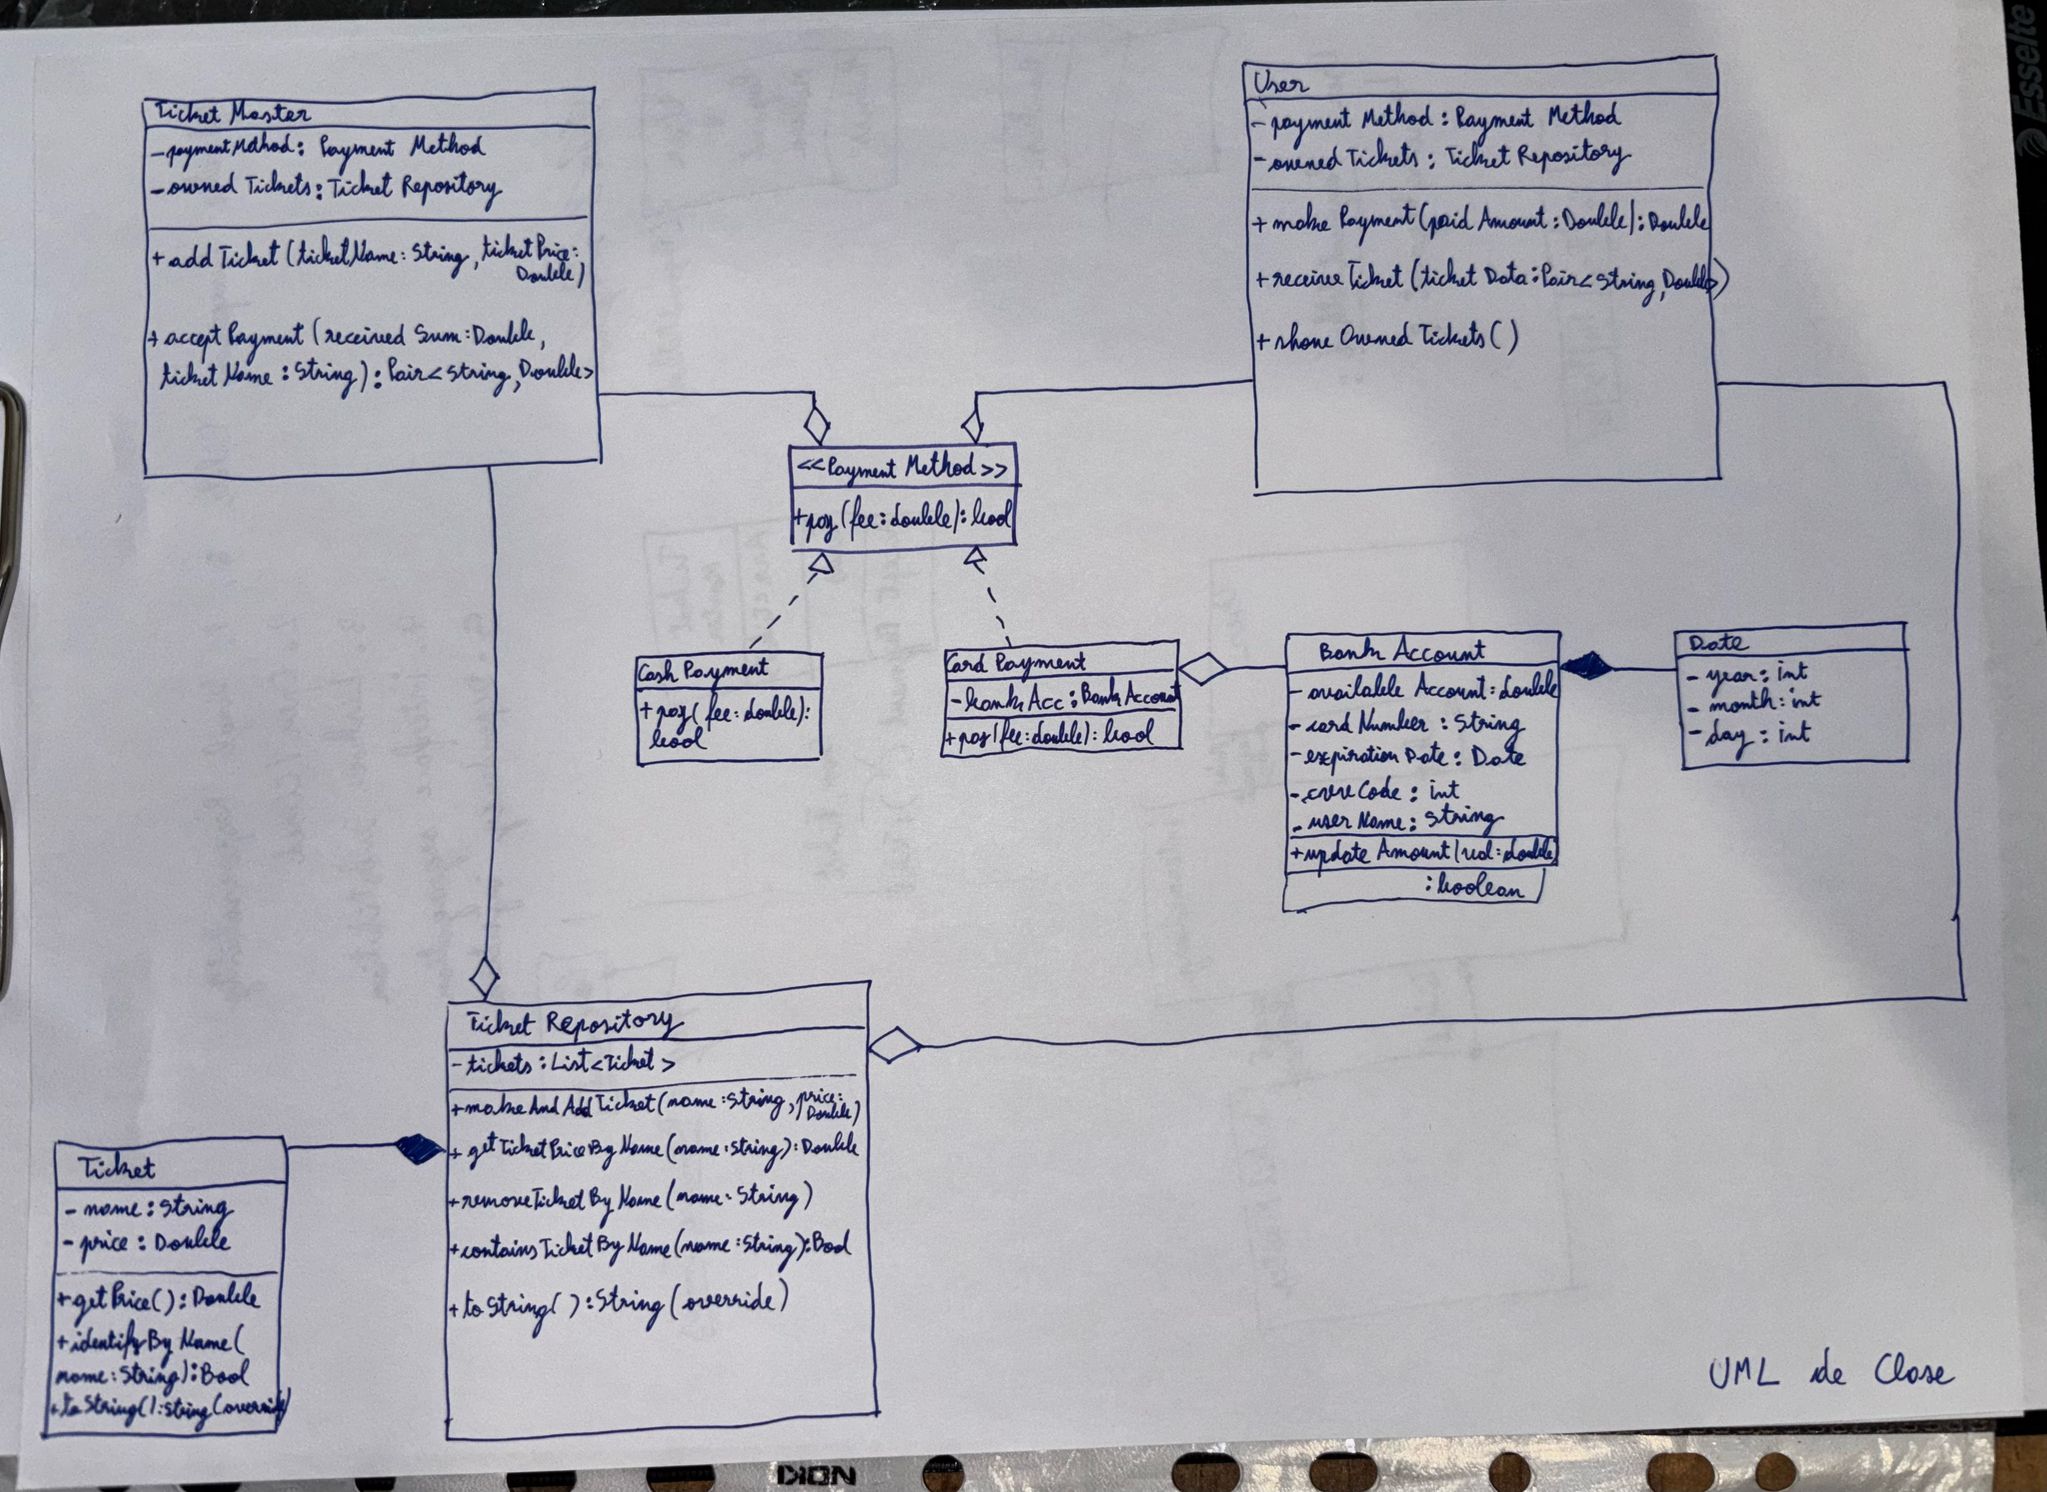 Esselte
Ticket Master
- paymentMethod: Payment Method
- owned Tickets: Ticket Repository
+ add Ticket (ticketName: String, ticketPrice:
Double)
+ accept Payment (received Sum: Double,
ticket Name: String): Pair<String, Double>
User
- payment Method: Payment Method
- owned Tickets: Ticket Repository
+ make Payment (paid Amount: Double): Double
+ receive Ticket (ticket Data: Pair<String, Double>)
+ show Owned Tickets()
<<Payment Method>>
+ pay (fee: double): bool
Cash Payment
+ pay (fee: double):
bool
Card Payment
- bank Acc: Bank Account
+ pay (fee: double): bool
Bank Account
- available Account: double
- card Number: String
- expiration Date: Date
- cvv Code: int
- user Name: String
+ update Amount (val: double)
: boolean
Date
- year: int
- month: int
- day: int
Ticket Repository
- tickets: List<Ticket>
+ make And Add Ticket (name: String, price:
Double)
+ get Ticket Price By Name (name: String): Double
+ remove Ticket By Name (name: String)
+ contains Ticket By Name (name: String): Bool
+ to String(): String (override)
Ticket
- name: String
- price: Double
+ get Price(): Double
+ identify By Name (
name: String): Bool
+ to String(): String (override)
UML de Clase
DION